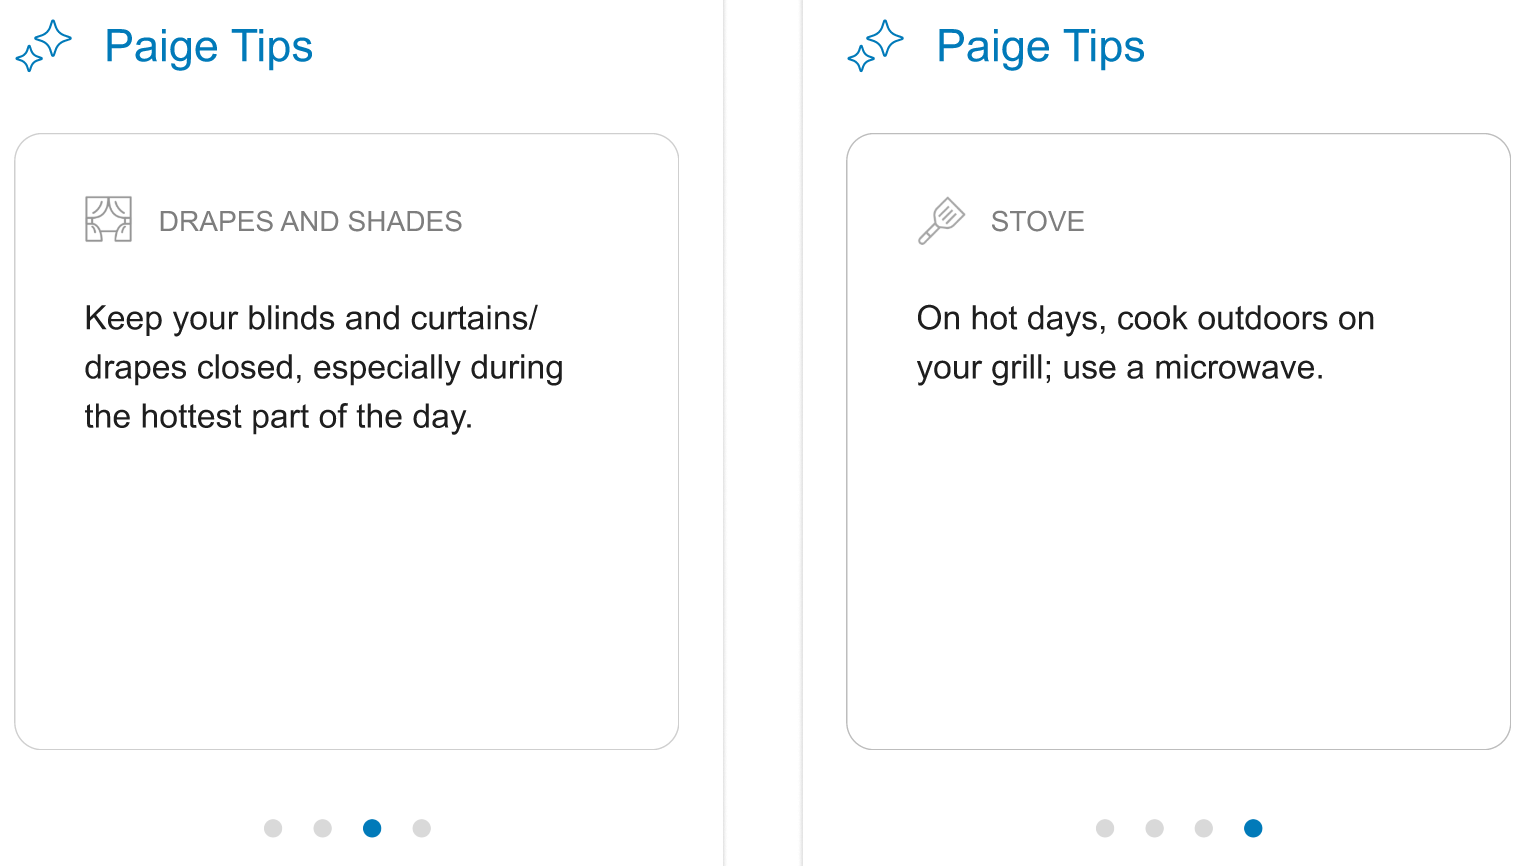 Paige Tips
DRAPES AND SHADES
Keep your blinds and curtains/
drapes closed, especially during
the hottest part of the day.
Paige Tips
STOVE
On hot days, cook outdoors on
your grill; use a microwave.